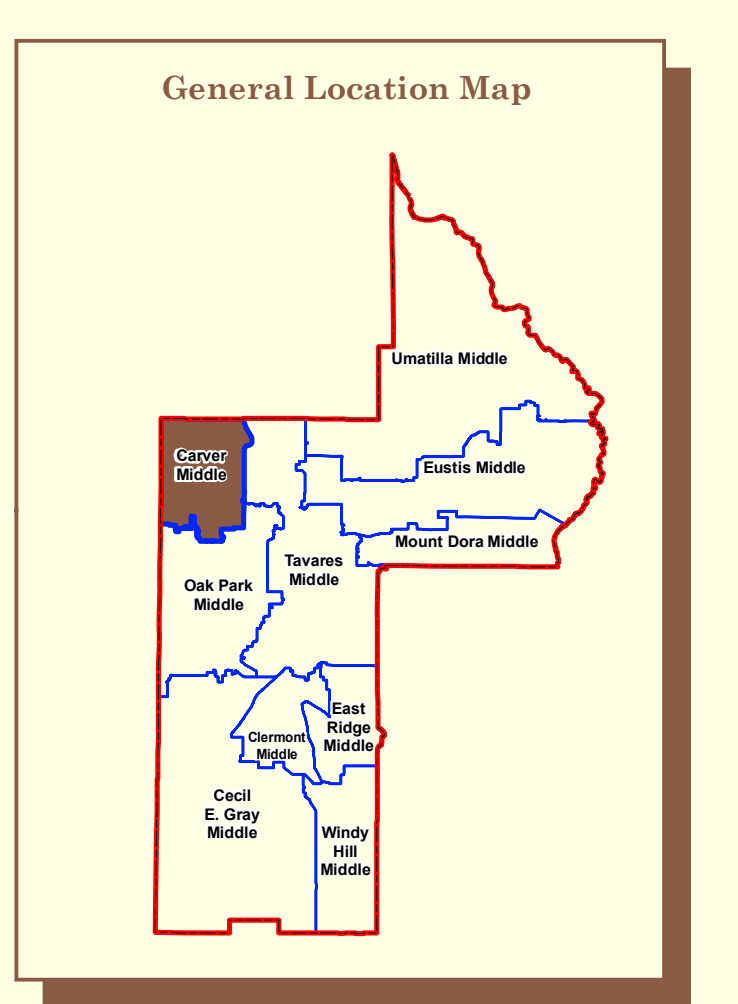 General Location Map
Umatilla Middle
Carver
Middle
Eustis Middle
Mount Dora Middle
Tavares
Middle
Oak Park
Middle
East
Ridge
Middle
Clermont
Middle
Cecil
E. Gray
Middle
Windy
Hill
Middle